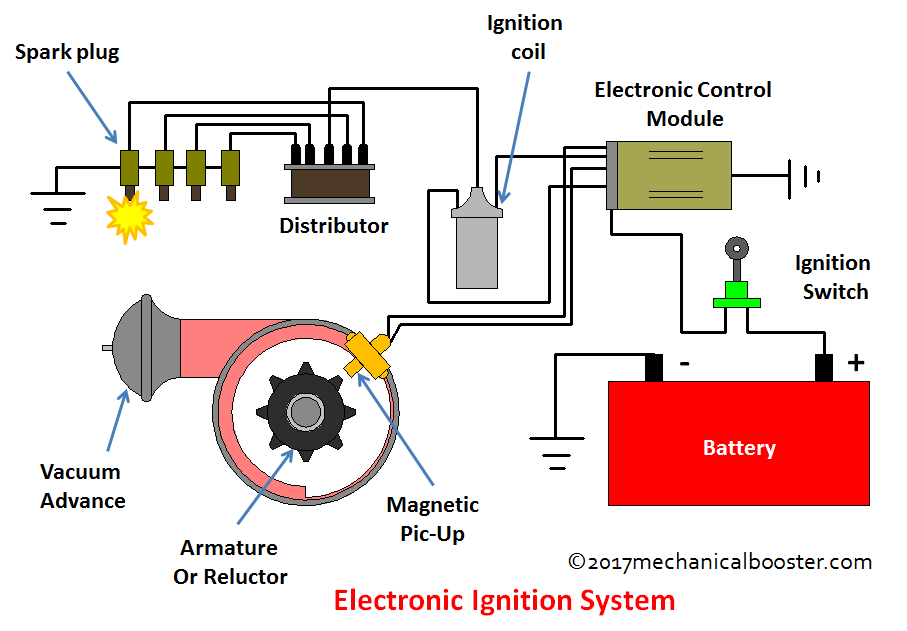 Ignition
coil
Spark plug
Electronic Control
Module
Distributor
Ignition
Switch
- +
Battery
Vacuum
Advance
Magnetic
Pic-Up
Armature
Or Reluctor
©2017mechanicalbooster.com
Electronic Ignition System